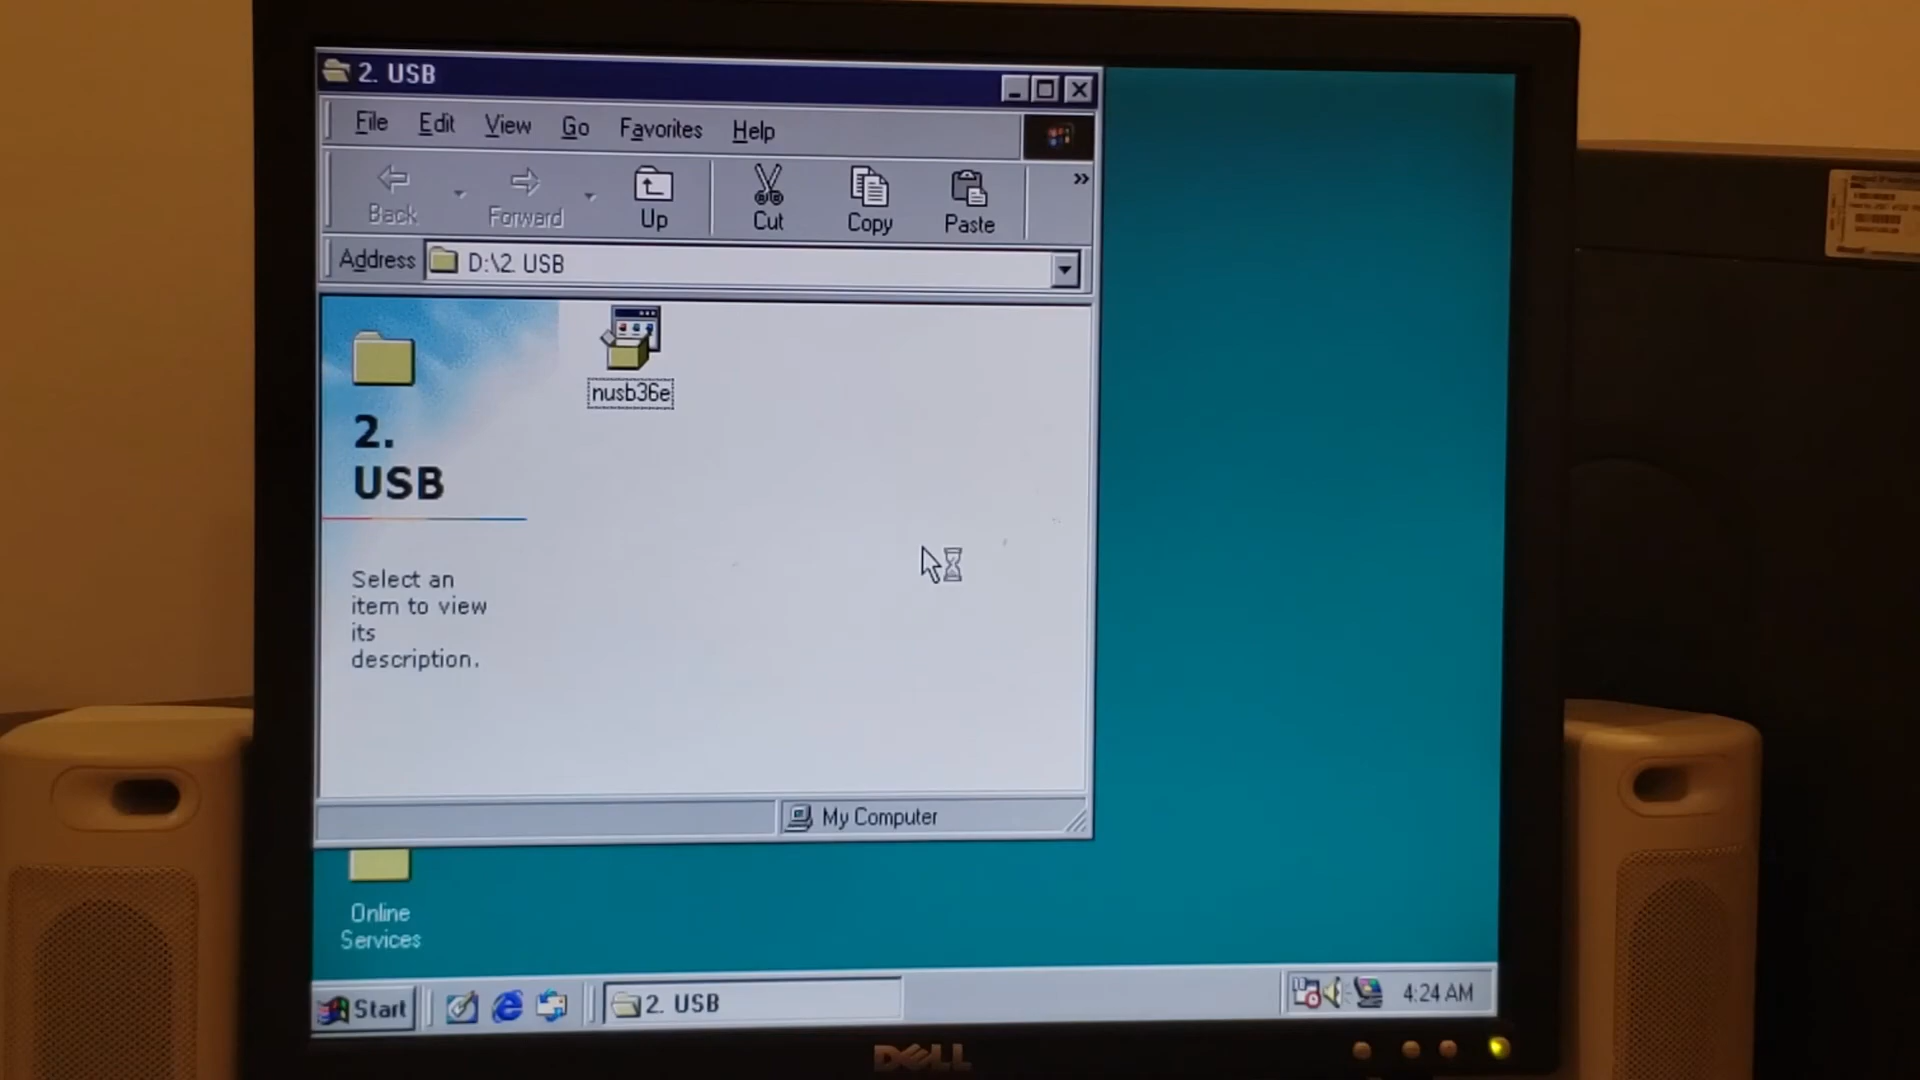 2. USB
File Edit View Go Favorites Help
Back Forward Up Cut Copy Paste »
Address D:\2. USB
nusb36e
2.
USB
Select an
item to view
its
description.
My Computer
Online
Services
Start 2. USB 4:24 AM
DELL